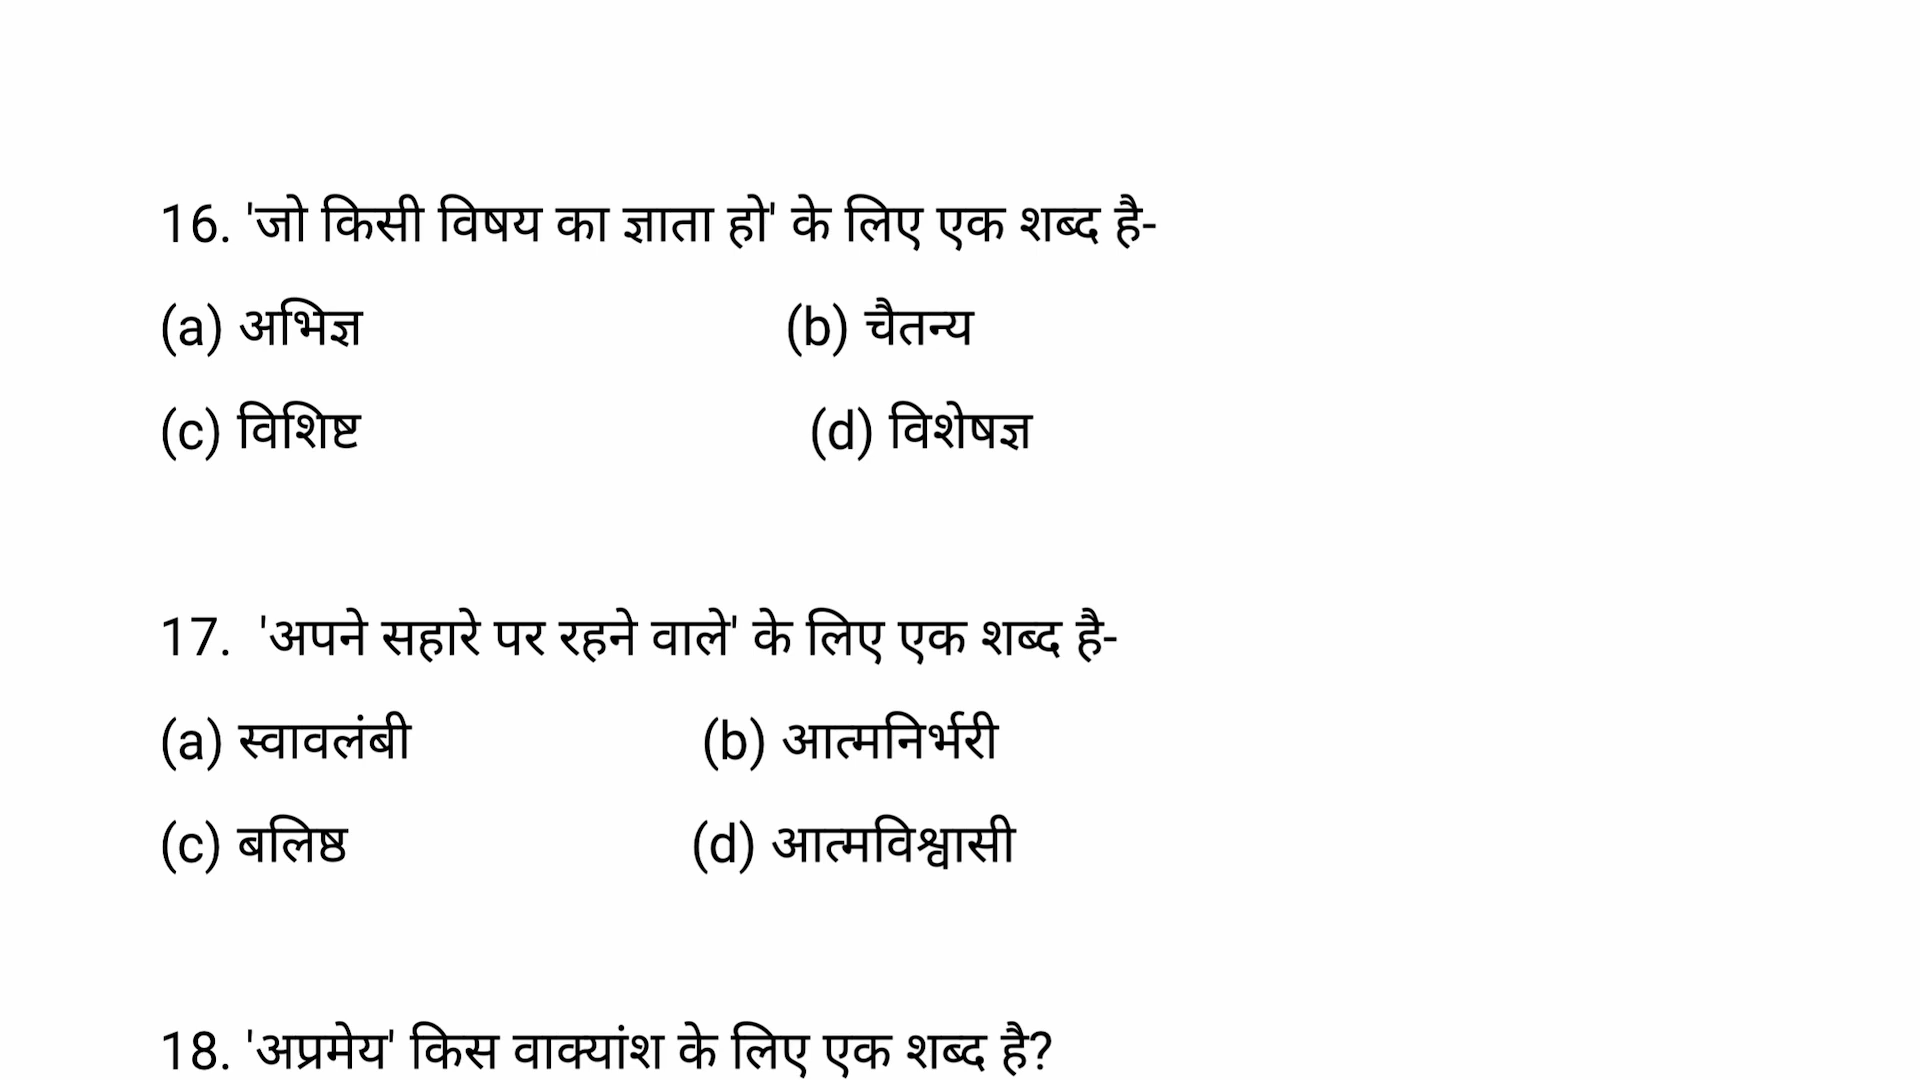 16. 'जो किसी विषय का ज्ञाता हो' के लिए एक शब्द है-
(a) अभिज्ञ (b) चैतन्य
(c) विशिष्ट (d) विशेषज्ञ
17. 'अपने सहारे पर रहने वाले' के लिए एक शब्द है-
(a) स्वावलंबी (b) आत्मनिर्भरी
(c) बलिष्ठ (d) आत्मविश्वासी
18. 'अप्रमेय' किस वाक्यांश के लिए एक शब्द है?